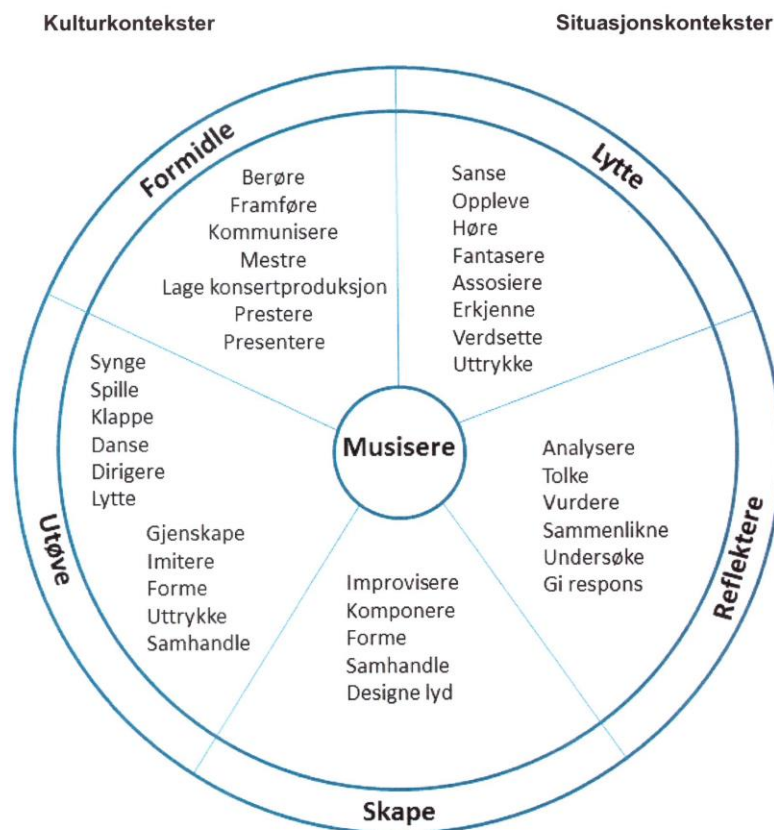 Kulturkontekster
Situasjonskontekster
Formidle
Berøre
Framføre
Kommunisere
Mestre
Lage konsertproduksjon
Prestere
Presentere
Lytte
Sanse
Oppleve
Høre
Fantasere
Assosiere
Erkjenne
Verdsette
Uttrykke
Musisere
Utøve
Synge
Spille
Klappe
Danse
Dirigere
Lytte
Gjenskape
Imitere
Forme
Uttrykke
Samhandle
Skape
Improvisere
Komponere
Forme
Samhandle
Designe lyd
Reflektere
Analysere
Tolke
Vurdere
Sammenlikne
Undersøke
Gi respons